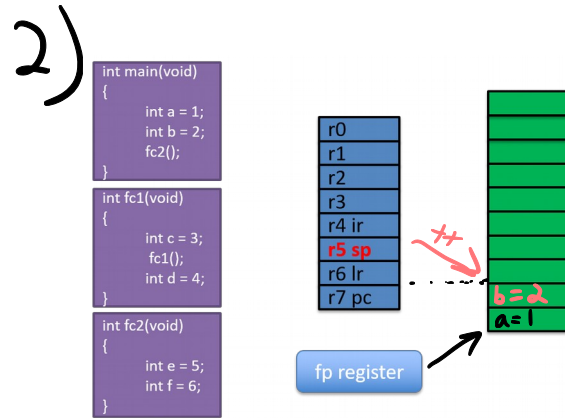 2)
int main(void)
{
int a = 1;
int b = 2;
fc2();
}
int fc1(void)
{
int c = 3;
fc1();
int d = 4;
}
int fc2(void)
{
int e = 5;
int f = 6;
}
r0
r1
r2
r3
r4 ir
r5 sp
r6 lr
r7 pc
++
b=2
a=1
fp register